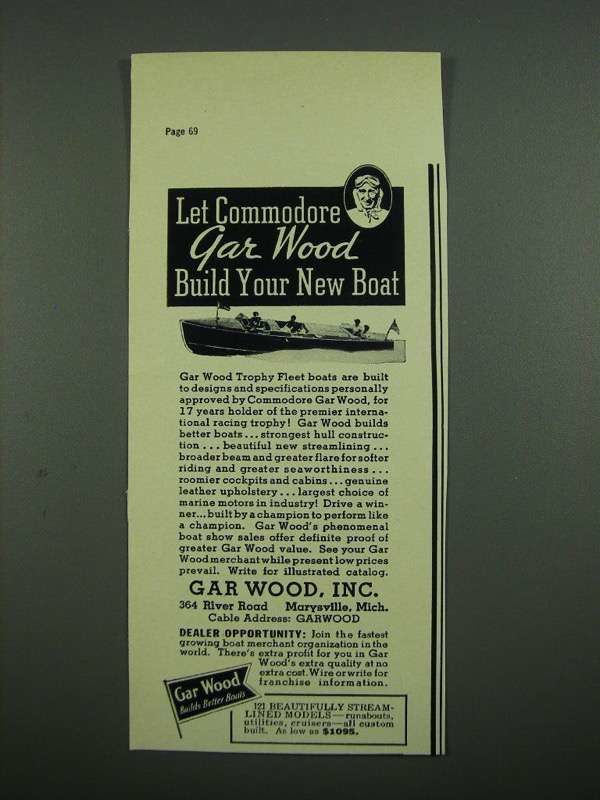 Page 69
Let Commodore
Gar Wood
Build Your New Boat
Gar Wood Trophy Fleet boats are built
to designs and specifications personally
approved by Commodore Gar Wood, for
17 years holder of the premier interna-
tional racing trophy! Gar Wood builds
better boats...strongest hull construc-
tion...beautiful new streamlining...
broader beam and greater flare for softer
riding and greater seaworthiness...
roomier cockpits and cabins...genuine
leather upholstery...largest choice of
marine motors in industry! Drive a win-
ner...built by a champion to perform like
a champion. Gar Wood's phenomenal
boat show sales offer definite proof of
greater Gar Wood value. See your Gar
Wood merchant while present low prices
prevail. Write for illustrated catalog.
GAR WOOD, INC.
364 River Road Marysville, Mich.
Cable Address: GARWOOD
DEALER OPPORTUNITY: Join the fastest
growing boat merchant organization in the
world. There's extra profit for you in Gar
Wood's extra quality at no
extra cost. Wire or write for
franchise information.
Gar Wood
Builds Better Boats
121 BEAUTIFULLY STREAM-
LINED MODELS—runabouts,
utilities, cruisers—all custom
built. As low as $1095.